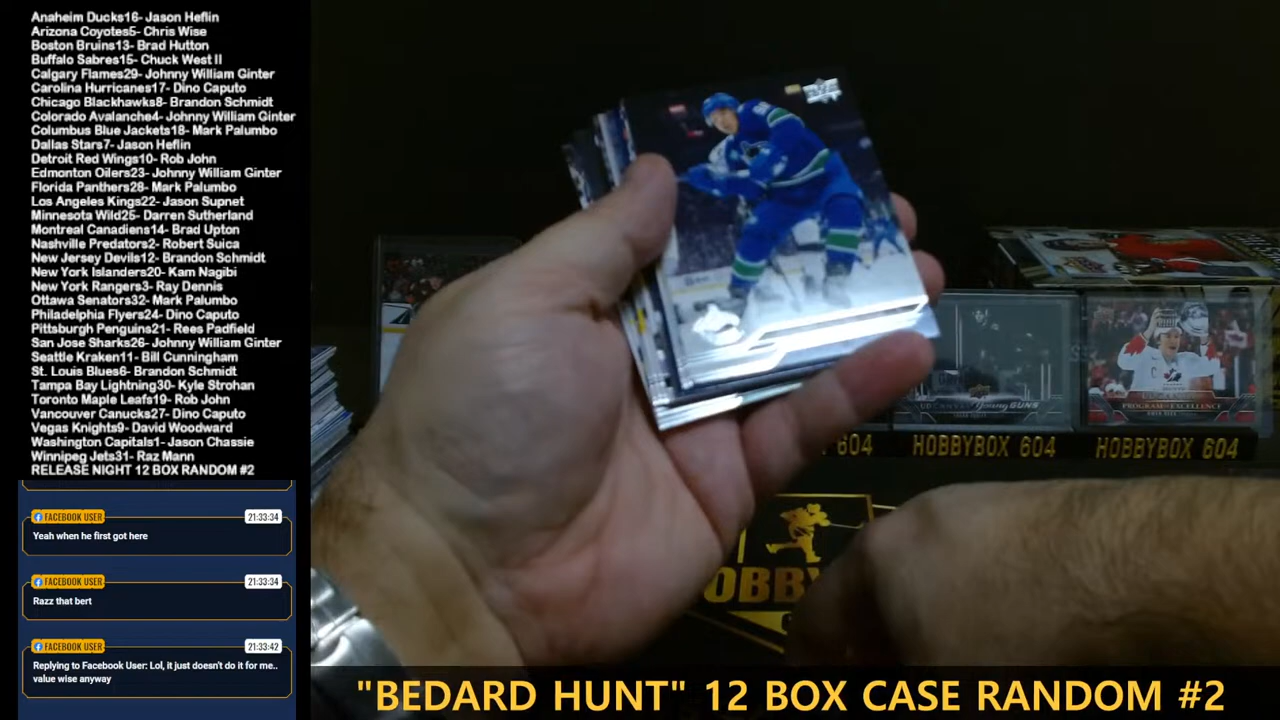 Anaheim Ducks16- Jason Heflin
Arizona Coyotes5- Chris Wise
Boston Bruins13- Brad Hutton
Buffalo Sabres15- Chuck West II
Calgary Flames29- Johnny William Ginter
Carolina Hurricanes17- Dino Caputo
Chicago Blackhawks8- Brandon Schmidt
Colorado Avalanche4- Johnny William Ginter
Columbus Blue Jackets18- Mark Palumbo
Dallas Stars7- Jason Heflin
Detroit Red Wings10- Rob John
Edmonton Oilers23- Johnny William Ginter
Florida Panthers28- Mark Palumbo
Los Angeles Kings22- Jason Supnet
Minnesota Wild25- Darren Sutherland
Montreal Canadiens14- Brad Upton
Nashville Predators2- Robert Suica
New Jersey Devils12- Brandon Schmidt
New York Islanders20- Kam Nagibi
New York Rangers3- Ray Dennis
Ottawa Senators32- Mark Palumbo
Philadelphia Flyers24- Dino Caputo
Pittsburgh Penguins21- Rees Padfield
San Jose Sharks26- Johnny William Ginter
Seattle Kraken11- Bill Cunningham
St. Louis Blues6- Brandon Schmidt
Tampa Bay Lightning30- Kyle Strohan
Toronto Maple Leafs19- Rob John
Vancouver Canucks27- Dino Caputo
Vegas Knights9- David Woodward
Washington Capitals1- Jason Chassie
Winnipeg Jets31- Raz Mann
RELEASE NIGHT 12 BOX RANDOM #2
FACEBOOK USER 21:33:34
Yeah when he first got here
FACEBOOK USER 21:33:34
Razz that bert
FACEBOOK USER 21:33:42
Replying to Facebook User: Lol, it just doesn't do it for me..
value wise anyway
YOUNG GUNS
PROGRAM OF EXCELLENCE
604 HOBBYBOX 604 HOBBYBOX 604
HOBBY
"BEDARD HUNT" 12 BOX CASE RANDOM #2